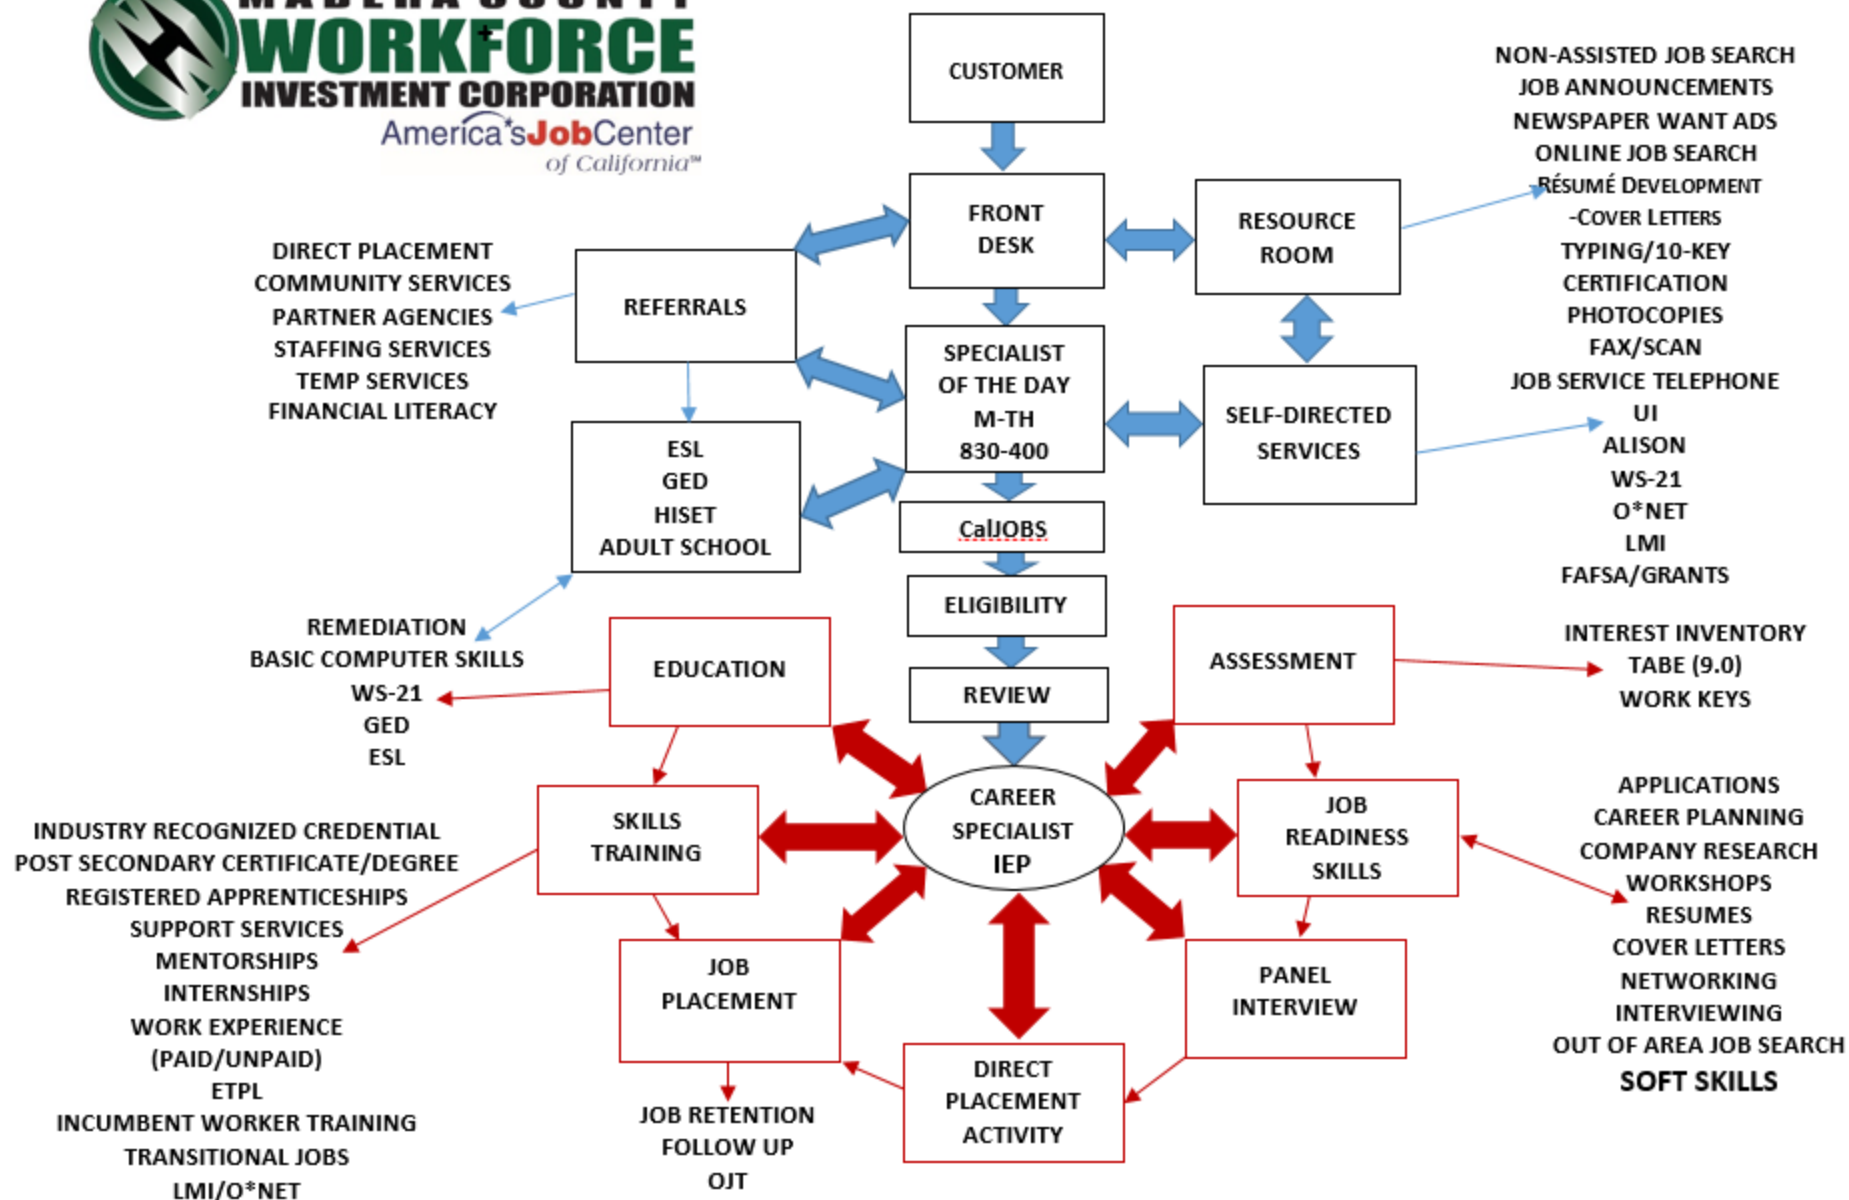 MADERA COUNTY
WORKFORCE
INVESTMENT CORPORATION
America'sJobCenter
of California™
CUSTOMER
FRONT
DESK
RESOURCE
ROOM
NON-ASSISTED JOB SEARCH
JOB ANNOUNCEMENTS
NEWSPAPER WANT ADS
ONLINE JOB SEARCH
-RÉSUMÉ DEVELOPMENT
-COVER LETTERS
TYPING/10-KEY
CERTIFICATION
PHOTOCOPIES
FAX/SCAN
JOB SERVICE TELEPHONE
UI
ALISON
WS-21
O*NET
LMI
FAFSA/GRANTS
DIRECT PLACEMENT
COMMUNITY SERVICES
PARTNER AGENCIES
STAFFING SERVICES
TEMP SERVICES
FINANCIAL LITERACY
REFERRALS
SPECIALIST
OF THE DAY
M-TH
830-400
SELF-DIRECTED
SERVICES
ESL
GED
HISET
ADULT SCHOOL
CalJOBS
ELIGIBILITY
REVIEW
REMEDIATION
BASIC COMPUTER SKILLS
WS-21
GED
ESL
EDUCATION
ASSESSMENT
INTEREST INVENTORY
TABE (9.0)
WORK KEYS
SKILLS
TRAINING
CAREER
SPECIALIST
IEP
JOB
READINESS
SKILLS
APPLICATIONS
CAREER PLANNING
COMPANY RESEARCH
WORKSHOPS
RESUMES
COVER LETTERS
NETWORKING
INTERVIEWING
OUT OF AREA JOB SEARCH
SOFT SKILLS
INDUSTRY RECOGNIZED CREDENTIAL
POST SECONDARY CERTIFICATE/DEGREE
REGISTERED APPRENTICESHIPS
SUPPORT SERVICES
MENTORSHIPS
INTERNSHIPS
WORK EXPERIENCE
(PAID/UNPAID)
ETPL
INCUMBENT WORKER TRAINING
TRANSITIONAL JOBS
LMI/O*NET
JOB
PLACEMENT
PANEL
INTERVIEW
DIRECT
PLACEMENT
ACTIVITY
JOB RETENTION
FOLLOW UP
OJT